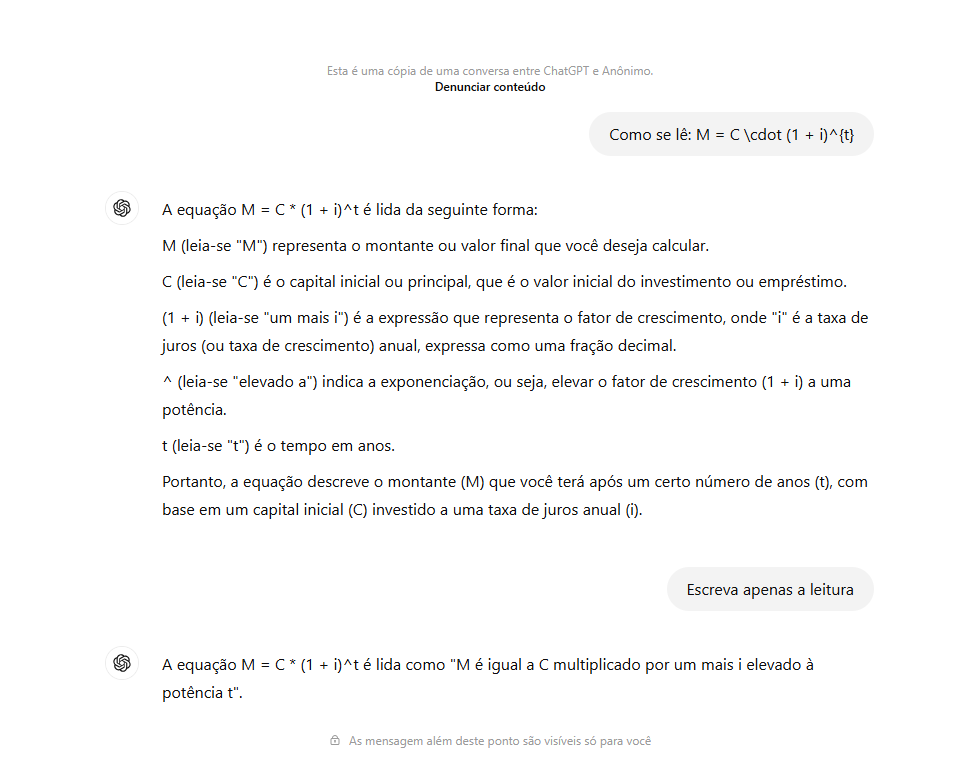 Esta é uma cópia de uma conversa entre ChatGPT e Anônimo.
Denunciar conteúdo
Como se lê: M = C \cdot (1 + i)^{t}
A equação M = C * (1 + i)^t é lida da seguinte forma:
M (leia-se "M") representa o montante ou valor final que você deseja calcular.
C (leia-se "C") é o capital inicial ou principal, que é o valor inicial do investimento ou empréstimo.
(1 + i) (leia-se "um mais i") é a expressão que representa o fator de crescimento, onde "i" é a taxa de
juros (ou taxa de crescimento) anual, expressa como uma fração decimal.
^ (leia-se "elevado a") indica a exponenciação, ou seja, elevar o fator de crescimento (1 + i) a uma
potência.
t (leia-se "t") é o tempo em anos.
Portanto, a equação descreve o montante (M) que você terá após um certo número de anos (t), com
base em um capital inicial (C) investido a uma taxa de juros anual (i).
Escreva apenas a leitura
A equação M = C * (1 + i)^t é lida como "M é igual a C multiplicado por um mais i elevado à
potência t".
As mensagem além deste ponto são visíveis só para você